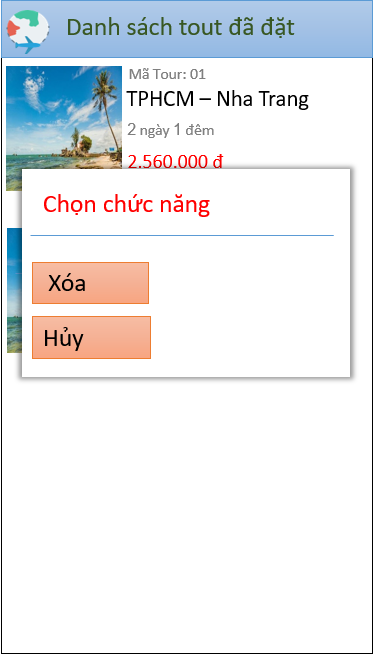 Danh sách tout đã đặt
Mã Tour: 01
TPHCM – Nha Trang
2 ngày 1 đêm
2.560.000 đ
Chọn chức năng
Xóa
Hủy